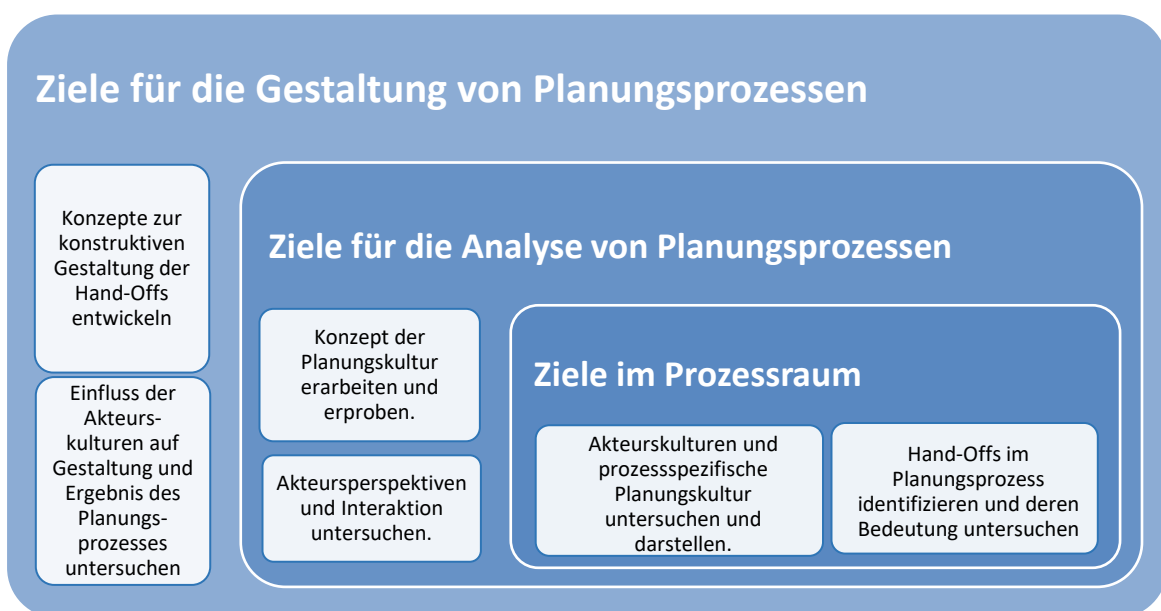 Ziele für die Gestaltung von Planungsprozessen
Konzepte zur
konstruktiven
Gestaltung der
Hand-Offs
entwickeln
Einfluss der
Akteurs-
kulturen auf
Gestaltung und
Ergebnis des
Planungs-
prozesses
untersuchen
Ziele für die Analyse von Planungsprozessen
Konzept der
Planungskultur
erarbeiten und
erproben.
Akteursperspektiven
und Interaktion
untersuchen.
Ziele im Prozessraum
Akteurskulturen und
prozessspezifische
Planungskultur
untersuchen und
darstellen.
Hand-Offs im
Planungsprozess
identifizieren und deren
Bedeutung untersuchen